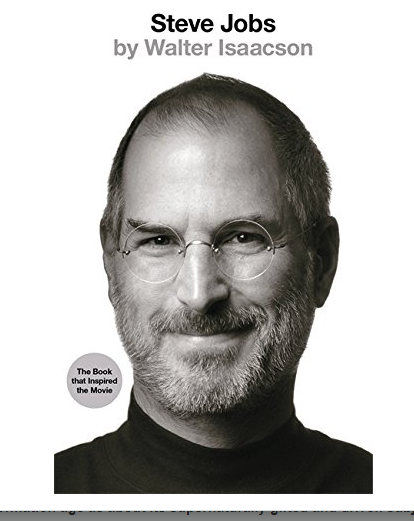 Steve Jobs
by Walter Isaacson
The Book
that Inspired
the Movie